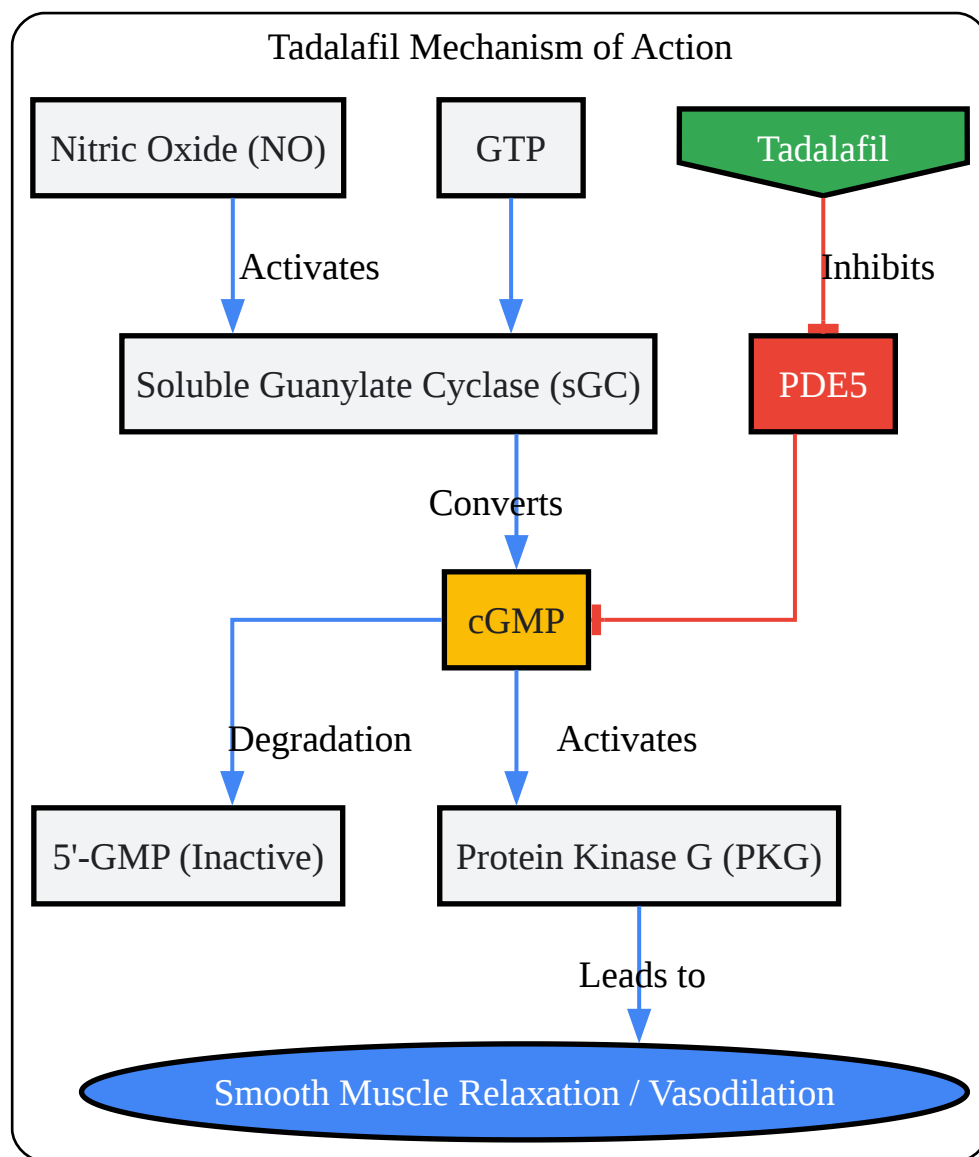 Tadalafil Mechanism of Action
Nitric Oxide (NO)
GTP
Tadalafil
Activates
Inhibits
Soluble Guanylate Cyclase (sGC)
PDE5
Converts
cGMP
Degradation
Activates
5'-GMP (Inactive)
Protein Kinase G (PKG)
Leads to
Smooth Muscle Relaxation / Vasodilation